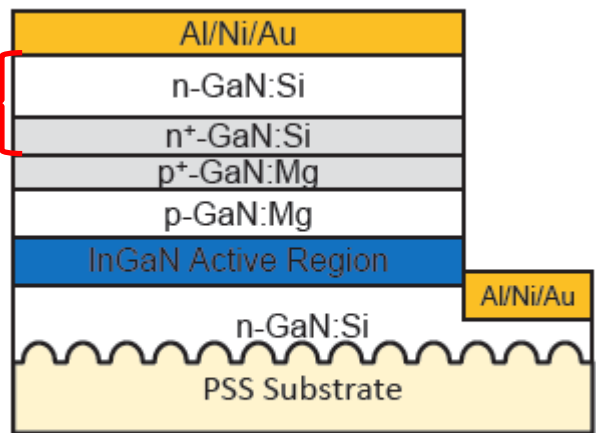 Al/Ni/Au
n-GaN:Si
n⁺-GaN:Si
p⁺-GaN:Mg
p-GaN:Mg
InGaN Active Region
Al/Ni/Au
n-GaN:Si
PSS Substrate